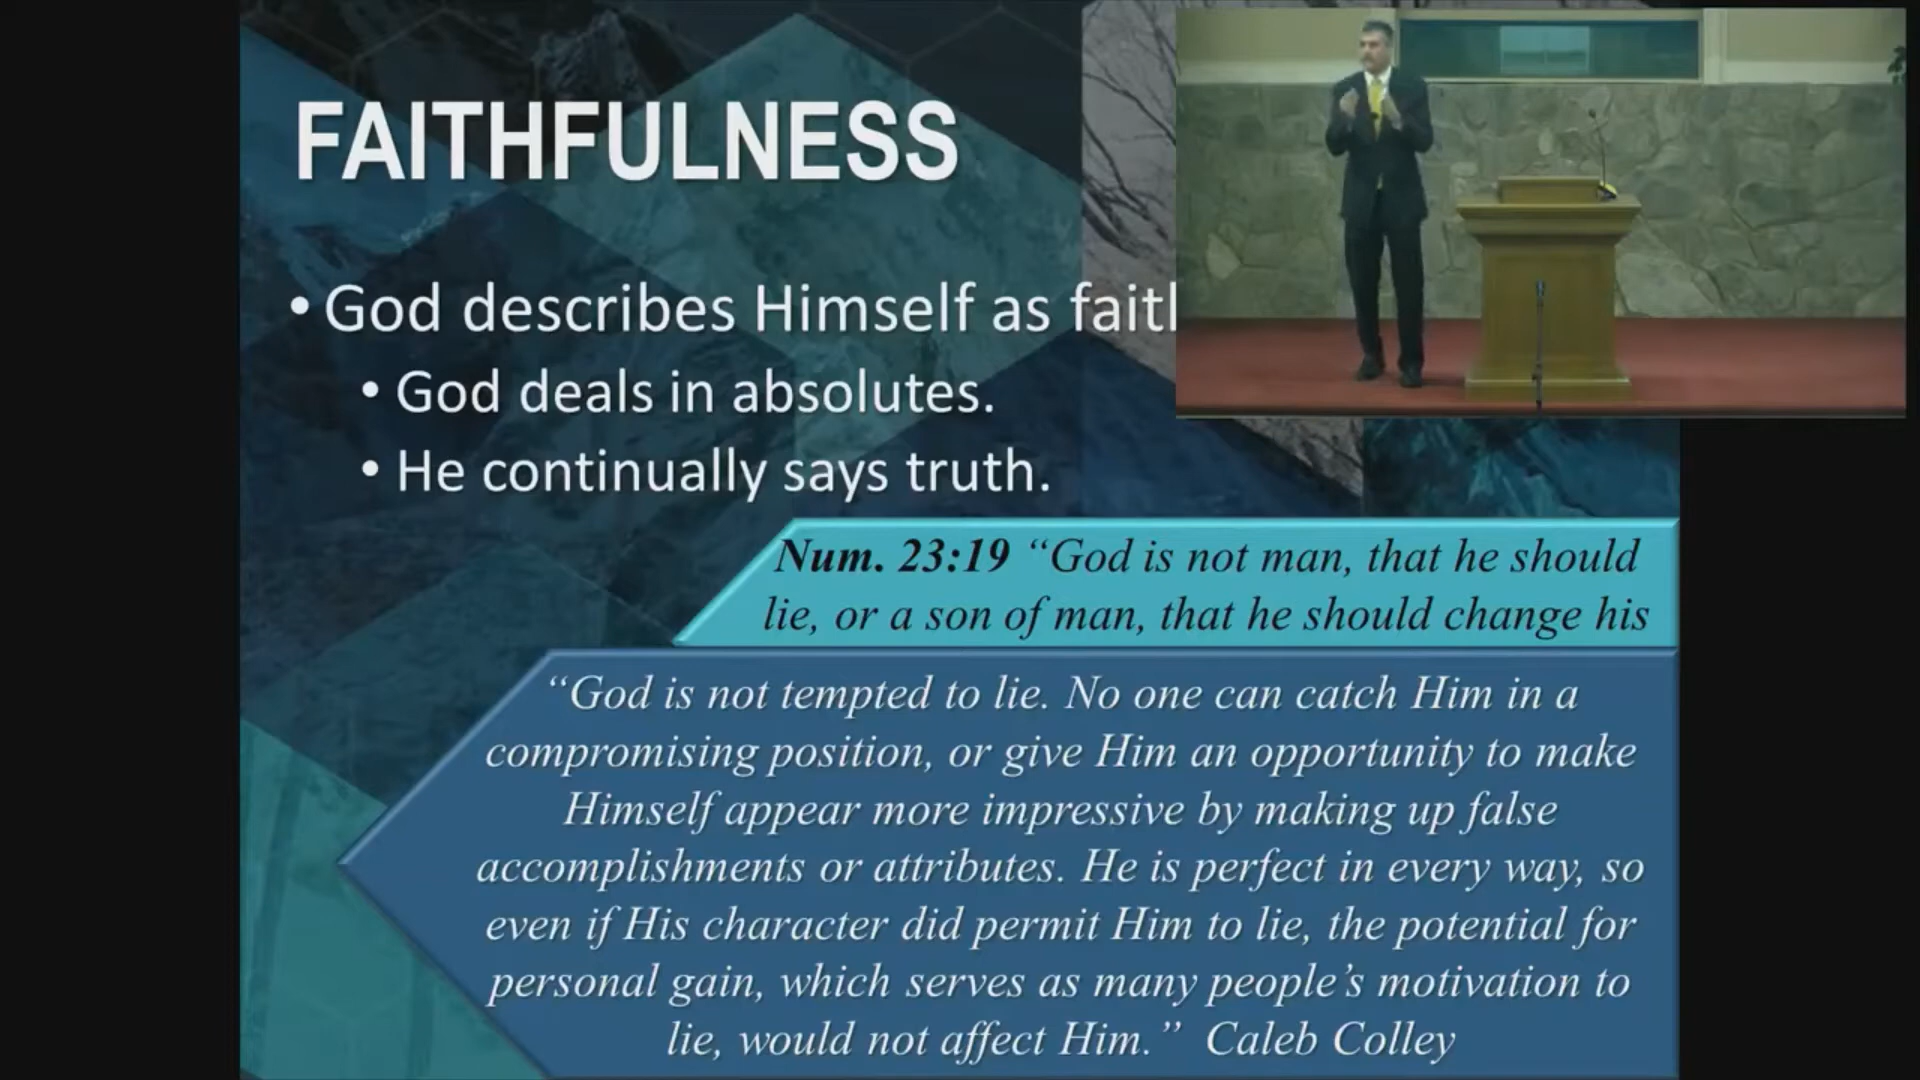 FAITHFULNESS
• God describes Himself as
• God deals in absolutes.
• He continually says truth.
Num. 23:19 “God is not man, that he should
lie, or a son of man, that he should change his
“God is not tempted to lie. No one can catch Him in a
compromising position, or give Him an opportunity to make
Himself appear more impressive by making up false
accomplishments or attributes. He is perfect in every way, so
even if His character did permit Him to lie, the potential for
personal gain, which serves as many people’s motivation to
lie, would not affect Him.” Caleb Colley